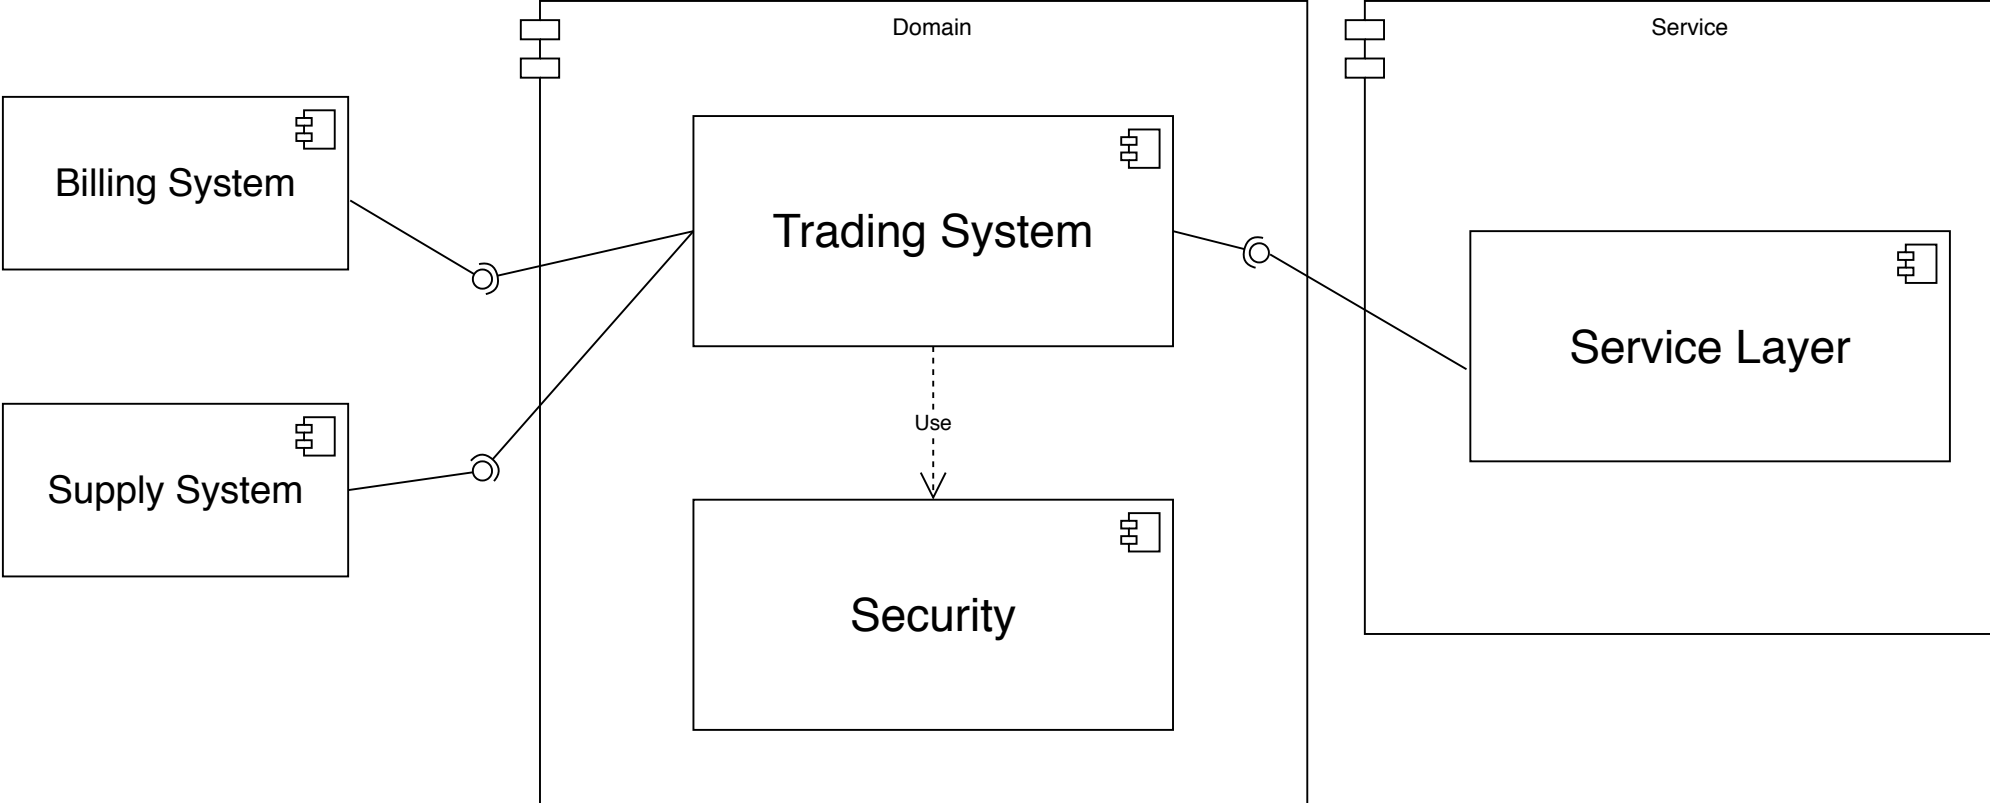 Domain
Service
Billing System
Trading System
Service Layer
Use
Supply System
Security